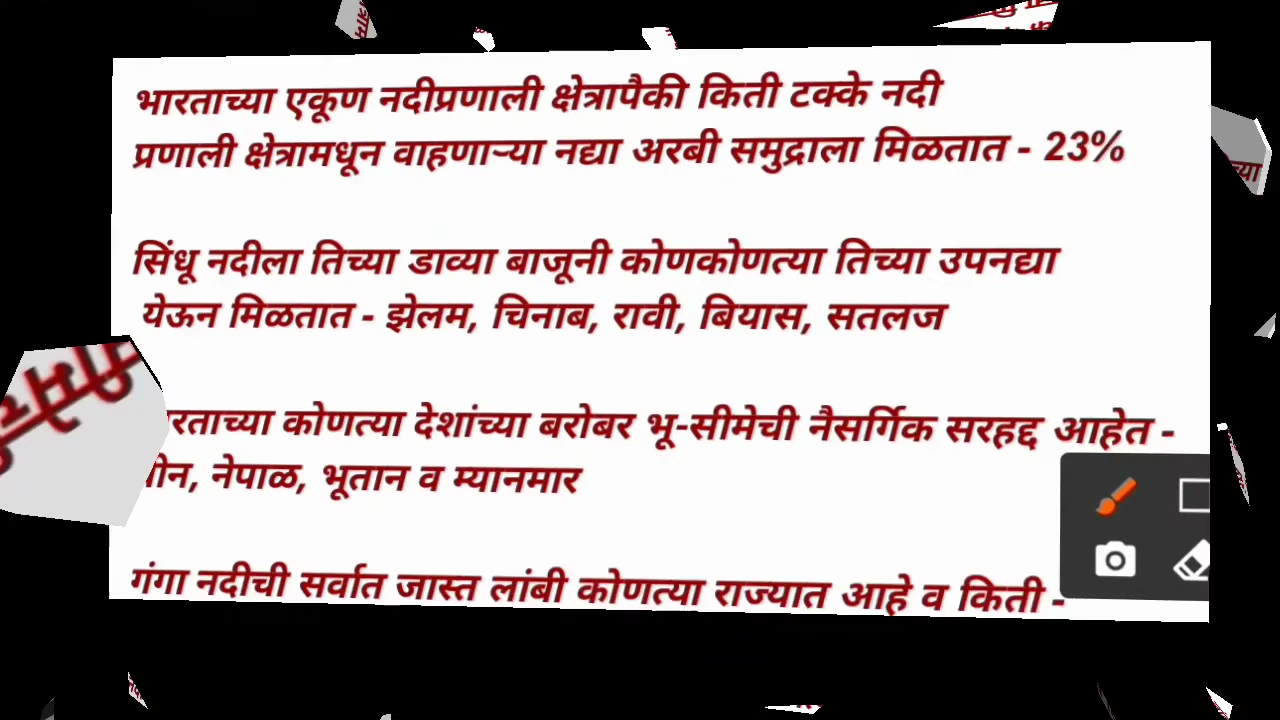 भारताच्या एकूण नदीप्रणाली क्षेत्रापैकी किती टक्के नदी
प्रणाली क्षेत्रामधून वाहणाऱ्या नद्या अरबी समुद्राला मिळतात - 23%
सिंधू नदीला तिच्या डाव्या बाजूनी कोणकोणत्या तिच्या उपनद्या
येऊन मिळतात - झेलम, चिनाब, रावी, बियास, सतलज
कोणत्या देशांच्या बरोबर भू-सीमेची नैसर्गिक सरहद्द आहेत -
नेपाळ, भूतान व म्यानमार
गंगा नदीची सर्वात जास्त लांबी कोणत्या राज्यात आहे व किती -